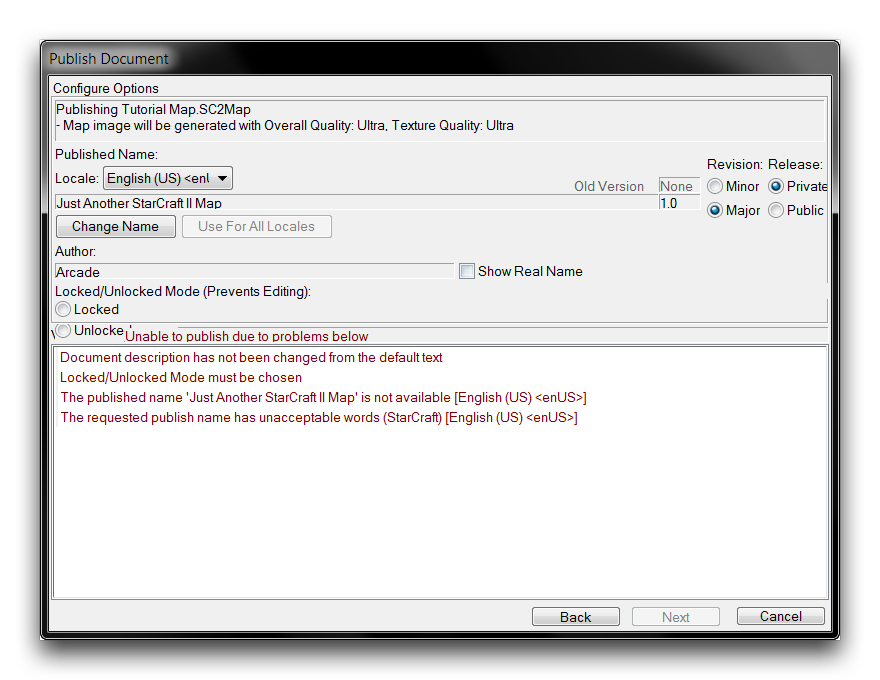 Publish Document
Configure Options
Publishing Tutorial Map.SC2Map
- Map image will be generated with Overall Quality: Ultra, Texture Quality: Ultra
Published Name:
Revision: Release:
Locale: English (US) <enU
Old Version None
Minor Private
Just Another StarCraft II Map
1.0
Major Public
Change Name Use For All Locales
Author:
Arcade Show Real Name
Locked/Unlocked Mode (Prevents Editing):
Locked
Unlocke
Unable to publish due to problems below
Document description has not been changed from the default text
Locked/Unlocked Mode must be chosen
The published name 'Just Another StarCraft II Map' is not available [English (US) <enUS>]
The requested publish name has unacceptable words (StarCraft) [English (US) <enUS>]
Back Next Cancel